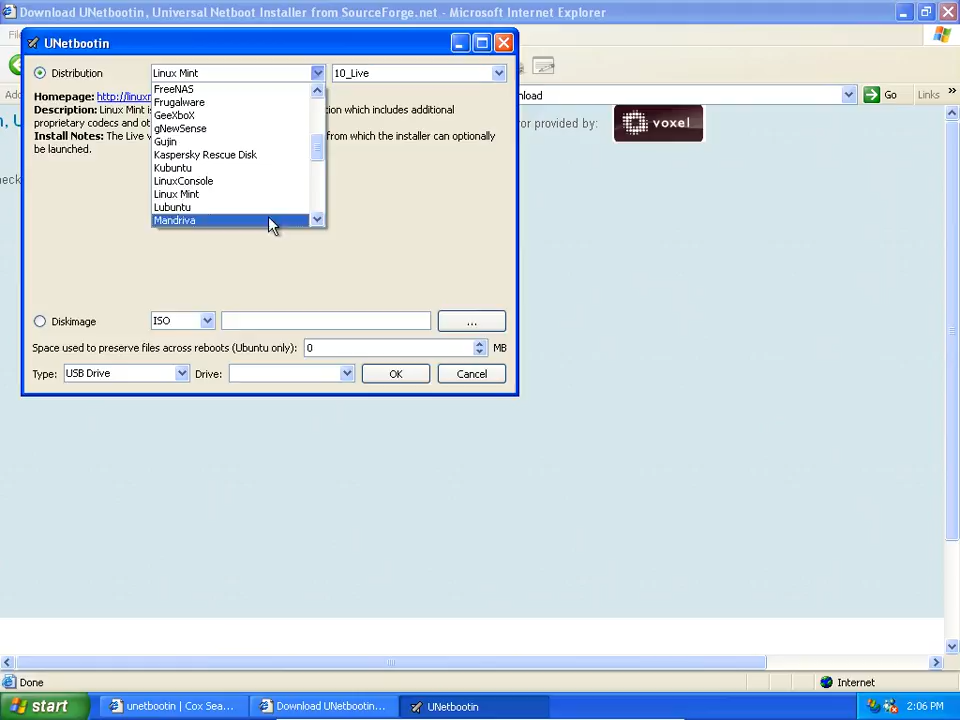 Download UNetbootin, Universal Netboot Installer from SourceForge.net - Microsoft Internet Explorer
UNetbootin
Distribution
Linux Mint
10_Live
Homepage: http://linuxr
Description: Linux Mint is
tion which includes additional
proprietary codecs and ot
Install Notes: The Live v
from which the installer can optionally
be launched.
FreeNAS
Frugalware
GeeXboX
gNewSense
Gujin
Kaspersky Rescue Disk
Kubuntu
LinuxConsole
Linux Mint
Lubuntu
Mandriva
Diskimage
ISO
...
Space used to preserve files across reboots (Ubuntu only):
0
MB
Type:
USB Drive
Drive:
OK
Cancel
nload
Go
Links
or provided by:
voxel
, U
heck
Done
Internet
start
unetbootin | Cox Sea...
Download UNetbootin...
UNetbootin
2:06 PM